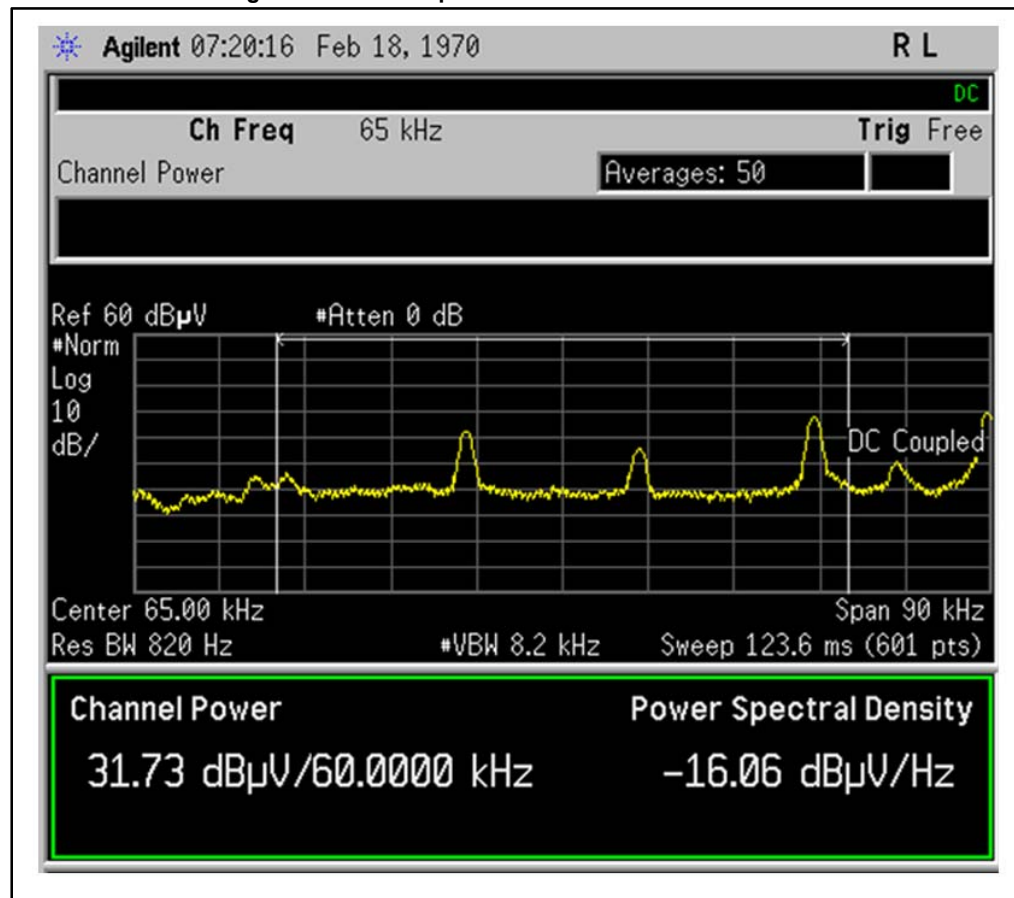 Agilent 07:20:16 Feb 18, 1970 R L
DC
Ch Freq 65 kHz Trig Free
Channel Power Averages: 50
Ref 60 dBµV #Atten 0 dB
#Norm
Log
10
dB/
DC Coupled
Center 65.00 kHz Span 90 kHz
Res BW 820 Hz #VBW 8.2 kHz Sweep 123.6 ms (601 pts)
Channel Power Power Spectral Density
31.73 dBµV/60.0000 kHz -16.06 dBµV/Hz